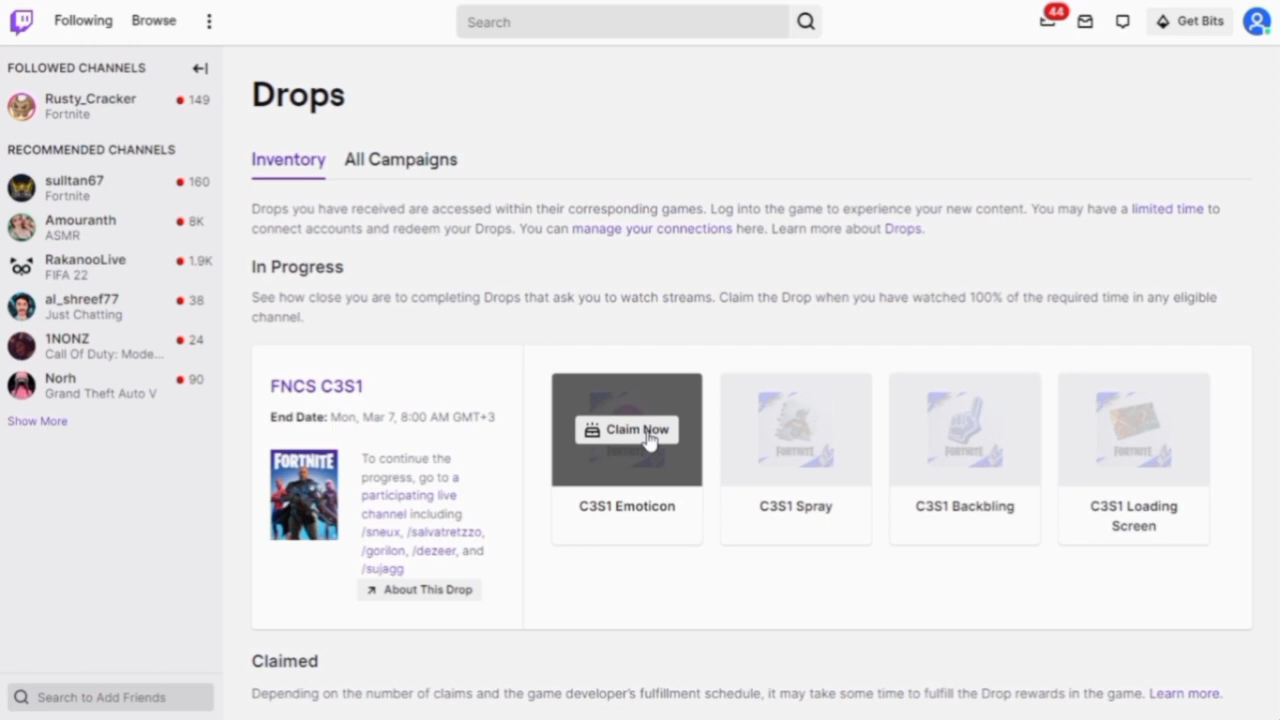 Following Browse
Search
44
Get Bits
FOLLOWED CHANNELS
Rusty_Cracker 149
Fortnite
RECOMMENDED CHANNELS
sulltan67 160
Fortnite
Amouranth 8K
ASMR
RakanooLive 1.9K
FIFA 22
al_shreef77 38
Just Chatting
1NONZ 24
Call Of Duty: Mode...
Norh 90
Grand Theft Auto V
Show More
Search to Add Friends
Drops
Inventory All Campaigns
Drops you have received are accessed within their corresponding games. Log into the game to experience your new content. You may have a limited time to
connect accounts and redeem your Drops. You can manage your connections here. Learn more about Drops.
In Progress
See how close you are to completing Drops that ask you to watch streams. Claim the Drop when you have watched 100% of the required time in any eligible
channel.
FNCS C3S1
End Date: Mon, Mar 7, 8:00 AM GMT+3
FORTNITE
To continue the
progress, go to a
participating live
channel including
/sneux, /salvatretzzo,
/gorilon, /dezeer, and
/sujagg
About This Drop
Claim Now
FORTNITE
C3S1 Emoticon
FORTNITE
C3S1 Spray
FORTNITE
C3S1 Backbling
FORTNITE
C3S1 Loading
Screen
Claimed
Depending on the number of claims and the game developer's fulfillment schedule, it may take some time to fulfill the Drop rewards in the game. Learn more.